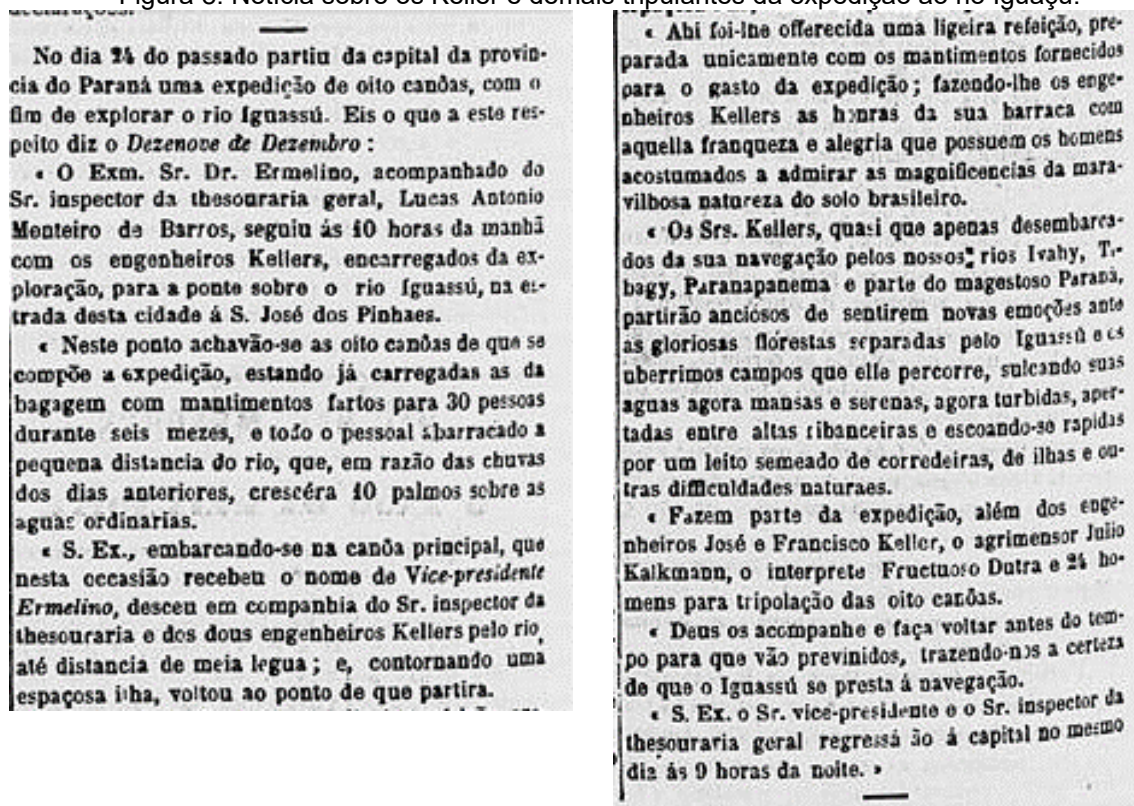 Figura 3. Notícia sobre os Keller e demais tripulantes da expedição ao rio Iguaçu.
declarações.
No dia 24 do passado partiu da capital da provin-
cia do Paraná uma expedição de oito canôas, com o
fim de explorar o rio Iguassú. Eis o que a este res-
peito diz o Dezenove de Dezembro :
« O Exm. Sr. Dr. Ermelino, acompanhado do
Sr. inspector da thesouraria geral, Lucas Antonio
Monteiro de Barros, seguiu ás 10 horas da manhã
com os engenheiros Kellers, encarregados da ex-
ploração, para a ponte sobre o rio Iguassú, na es-
trada desta cidade á S. José dos Pinhaes.
« Neste ponto achavão-se as oito canôas de que se
compõe a expedição, estando já carregadas as da
bagagem com mantimentos fartos para 30 pessoas
durante seis mezes, e todo o pessoal abarracado a
pequena distancia do rio, que, em razão das chuvas
dos dias anteriores, crescêra 10 palmos sobre as
aguas ordinarias.
« S. Ex., embarcando-se na canôa principal, que
nesta occasião recebeu o nome de Vice-presidente
Ermelino, desceu em companhia do Sr. inspector da
thesouraria e dos dous engenheiros Kellers pelo rio
até distancia de meia legua ; e, contornando uma
espaçosa ilha, voltou ao ponto de que partira.
« Ahi foi-lhe offerecida uma ligeira refeição, pre-
parada unicamente com os mantimentos fornecidos
para o gasto da expedição ; fazendo-lhe os enge-
nheiros Kellers as honras da sua barraca com
aquella franqueza e alegria que possuem os homens
acostumados a admirar as magnificencias da mara-
vilhosa natureza do solo brasileiro.
« Os Srs. Kellers, quasi que apenas desembarca-
dos da sua navegação pelos nossos rios Ivahy, Ti-
bagy, Paranapanema e parte do magestoso Paraná,
partirão anciósos de sentirem novas emoções ante
as gloriosas flórestas separadas pelo Iguassú e os
uberrimos campos que elle percorre, sulcando suas
aguas agora mansas e serenas, agora turbidas, aper-
tadas entre altas ribanceiras e escoando-se rapidas
por um leito semeado de corredeiras, de ilhas e ou-
tras difficuldades naturaes.
« Fazem parte da expedição, além dos enge-
nheiros José e Francisco Keller, o agrimensor Julio
Kalkmann, o interprete Fructuoso Dutra e 24 ho-
mens para tripolação das oito canôas.
« Deus os acompanhe e faça voltar antes do tem-
po para que vão previnidos, trazendo-nos a certeza
de que o Iguassú se presta á navegação.
« S. Ex. o Sr. vice-presidente e o Sr. inspector da
thesouraria geral regressá ão á capital no mesmo
dia ás 9 horas da noite. »